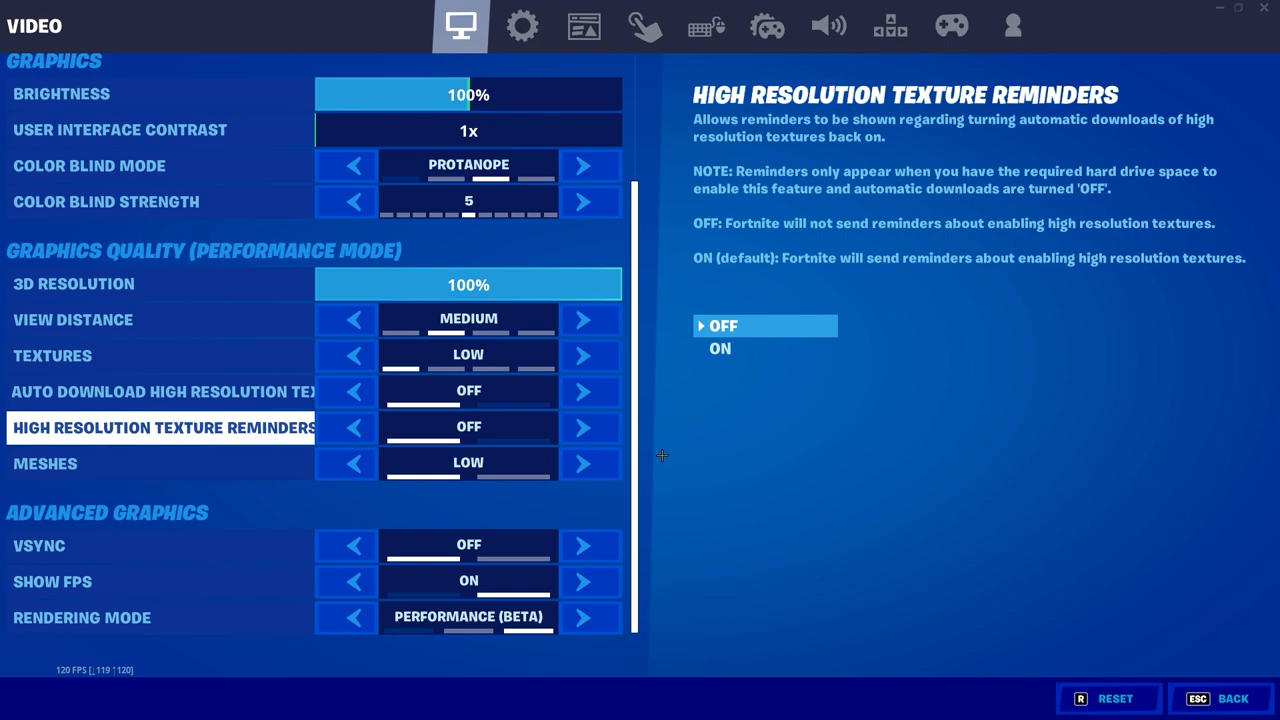 VIDEO
GRAPHICS
BRIGHTNESS 100%
USER INTERFACE CONTRAST 1x
COLOR BLIND MODE PROTANOPE
COLOR BLIND STRENGTH 5
GRAPHICS QUALITY (PERFORMANCE MODE)
3D RESOLUTION 100%
VIEW DISTANCE MEDIUM
TEXTURES LOW
AUTO DOWNLOAD HIGH RESOLUTION TEX OFF
HIGH RESOLUTION TEXTURE REMINDERS OFF
MESHES LOW
ADVANCED GRAPHICS
VSYNC OFF
SHOW FPS ON
RENDERING MODE PERFORMANCE (BETA)
120 FPS [↓119 ↑120]
HIGH RESOLUTION TEXTURE REMINDERS
Allows reminders to be shown regarding turning automatic downloads of high
resolution textures back on.
NOTE: Reminders only appear when you have the required hard drive space to
enable this feature and automatic downloads are turned 'OFF'.
OFF: Fortnite will not send reminders about enabling high resolution textures.
ON (default): Fortnite will send reminders about enabling high resolution textures.
OFF
ON
R RESET
ESC BACK